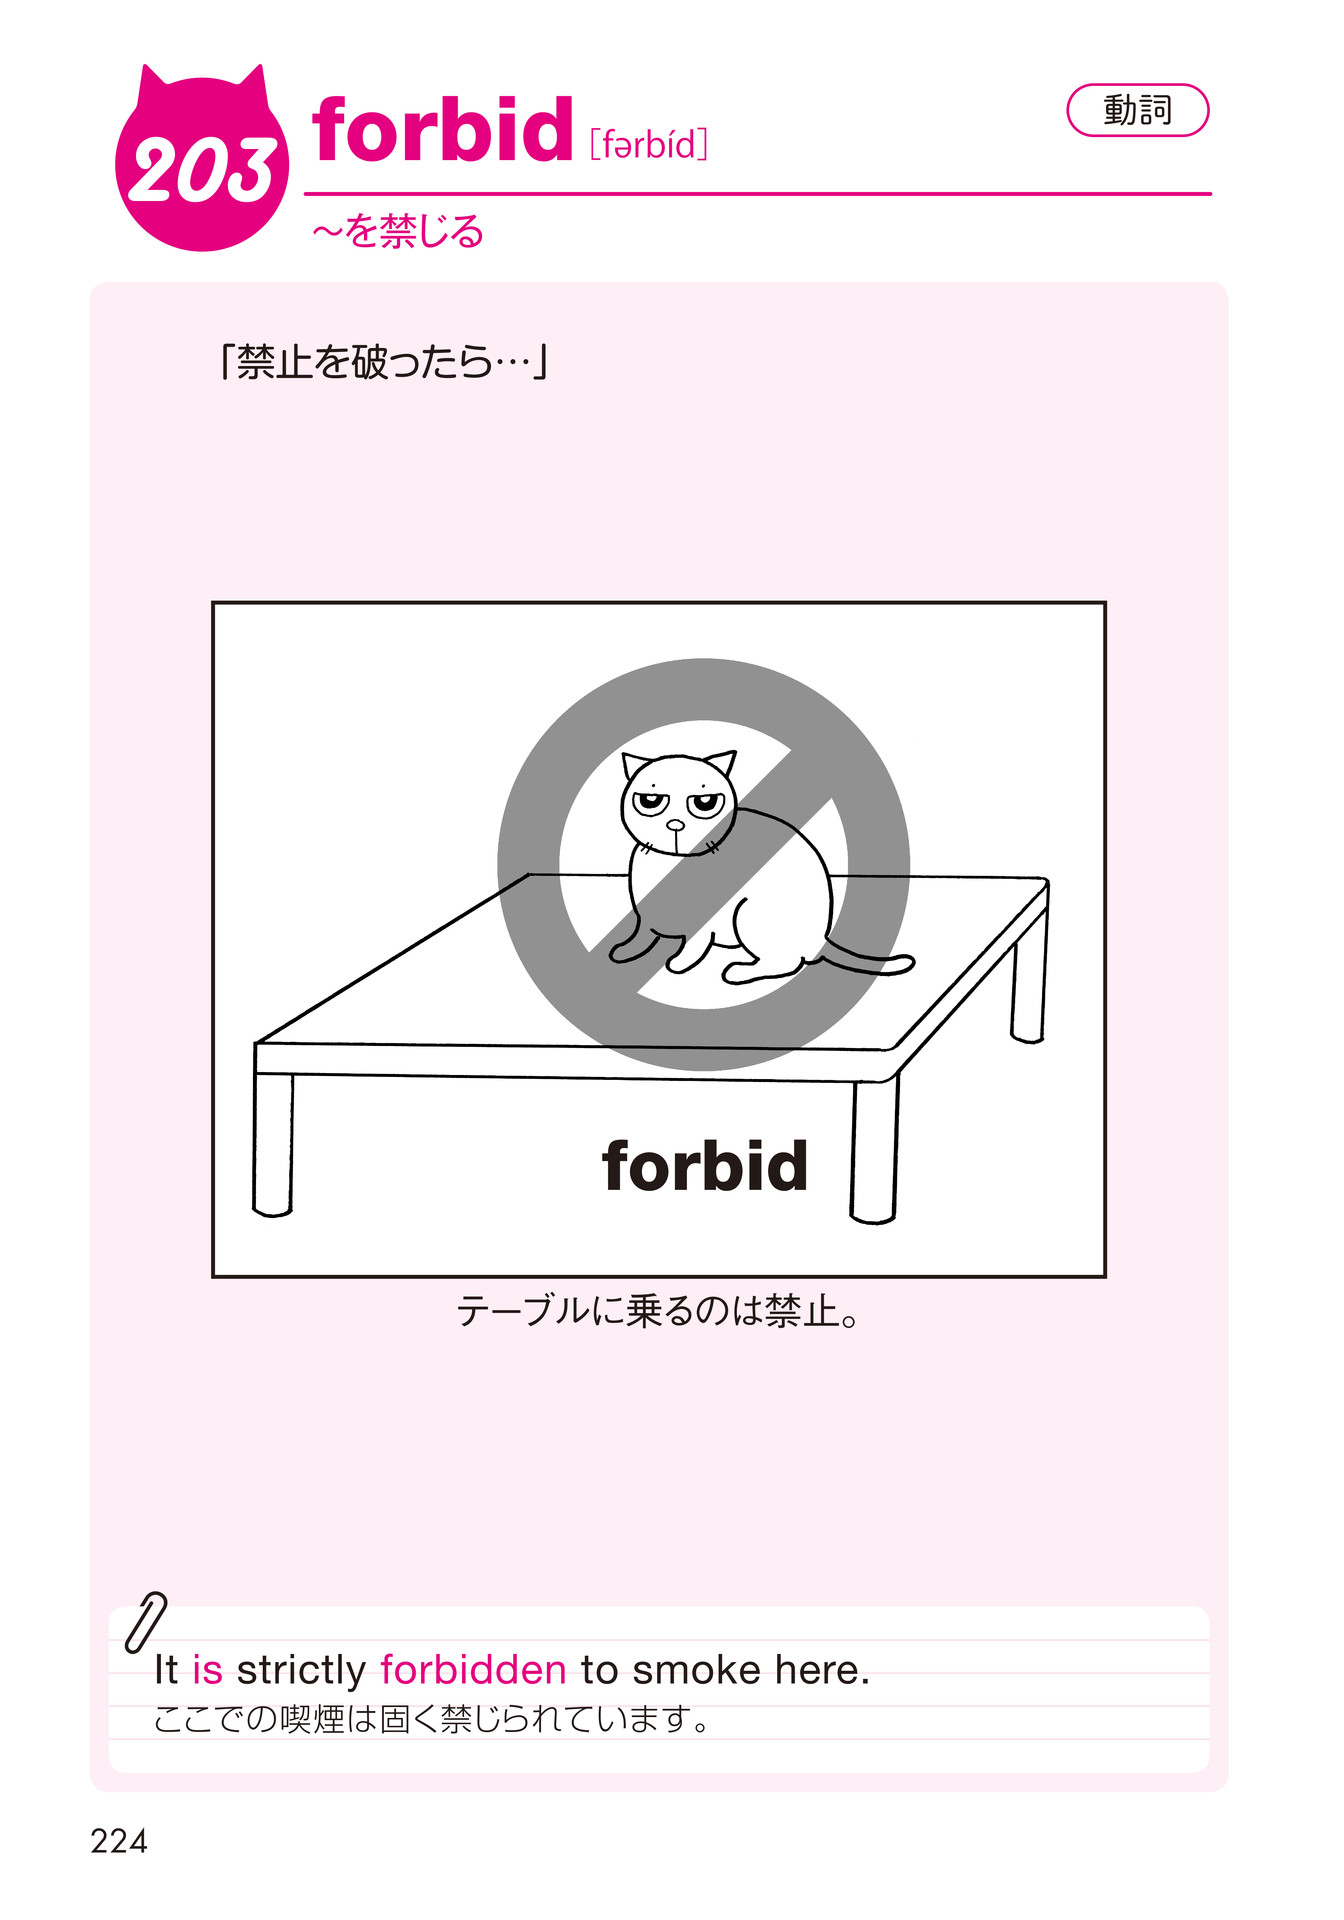 203
forbid [fərbíd]
動詞
～を禁じる
「禁止を破ったら…」
forbid
テーブルに乗るのは禁止。
It is strictly forbidden to smoke here.
ここでの喫煙は固く禁じられています。
224